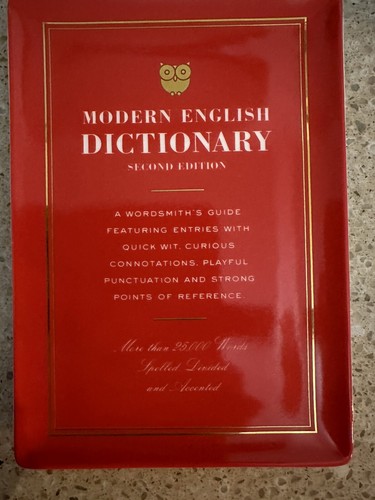 MODERN ENGLISH
DICTIONARY
SECOND EDITION
A WORDSMITH'S GUIDE
FEATURING ENTRIES WITH
QUICK WIT, CURIOUS
CONNOTATIONS, PLAYFUL
PUNCTUATION AND STRONG
POINTS OF REFERENCE.
More than 25,000 Words
Spelled Divided
and Accented